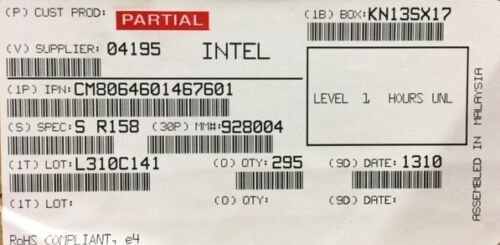 (P) CUST PROD: PARTIAL
(1B) BOX: KN13SX17
(V) SUPPLIER: 04195 INTEL
(1P) IPN: CM8064601467601
LEVEL 1 HOURS UNL
(S) SPEC: S R158 (30P) MM#: 928004
(1T) LOT: L310C141 (Q) QTY: 295 (9D) DATE: 1310
(1T) LOT: (Q) QTY: (9D) DATE:
RoHS COMPLIANT, e4
ASSEMBLED IN MALAYSIA